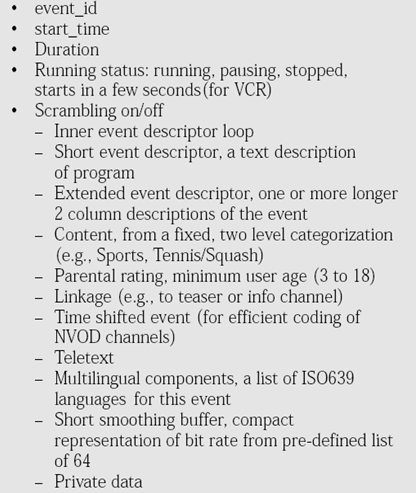 • event_id
• start_time
• Duration
• Running status: running, pausing, stopped,
starts in a few seconds(for VCR)
• Scrambling on/off
– Inner event descriptor loop
– Short event descriptor, a text description
of program
– Extended event descriptor, one or more longer
2 column descriptions of the event
– Content, from a fixed, two level categorization
(e.g., Sports, Tennis/Squash)
– Parental rating, minimum user age (3 to 18)
– Linkage (e.g., to teaser or info channel)
– Time shifted event (for efficient coding of
NVOD channels)
– Teletext
– Multilingual components, a list of ISO639
languages for this event
– Short smoothing buffer, compact
representation of bit rate from pre-defined list
of 64
– Private data